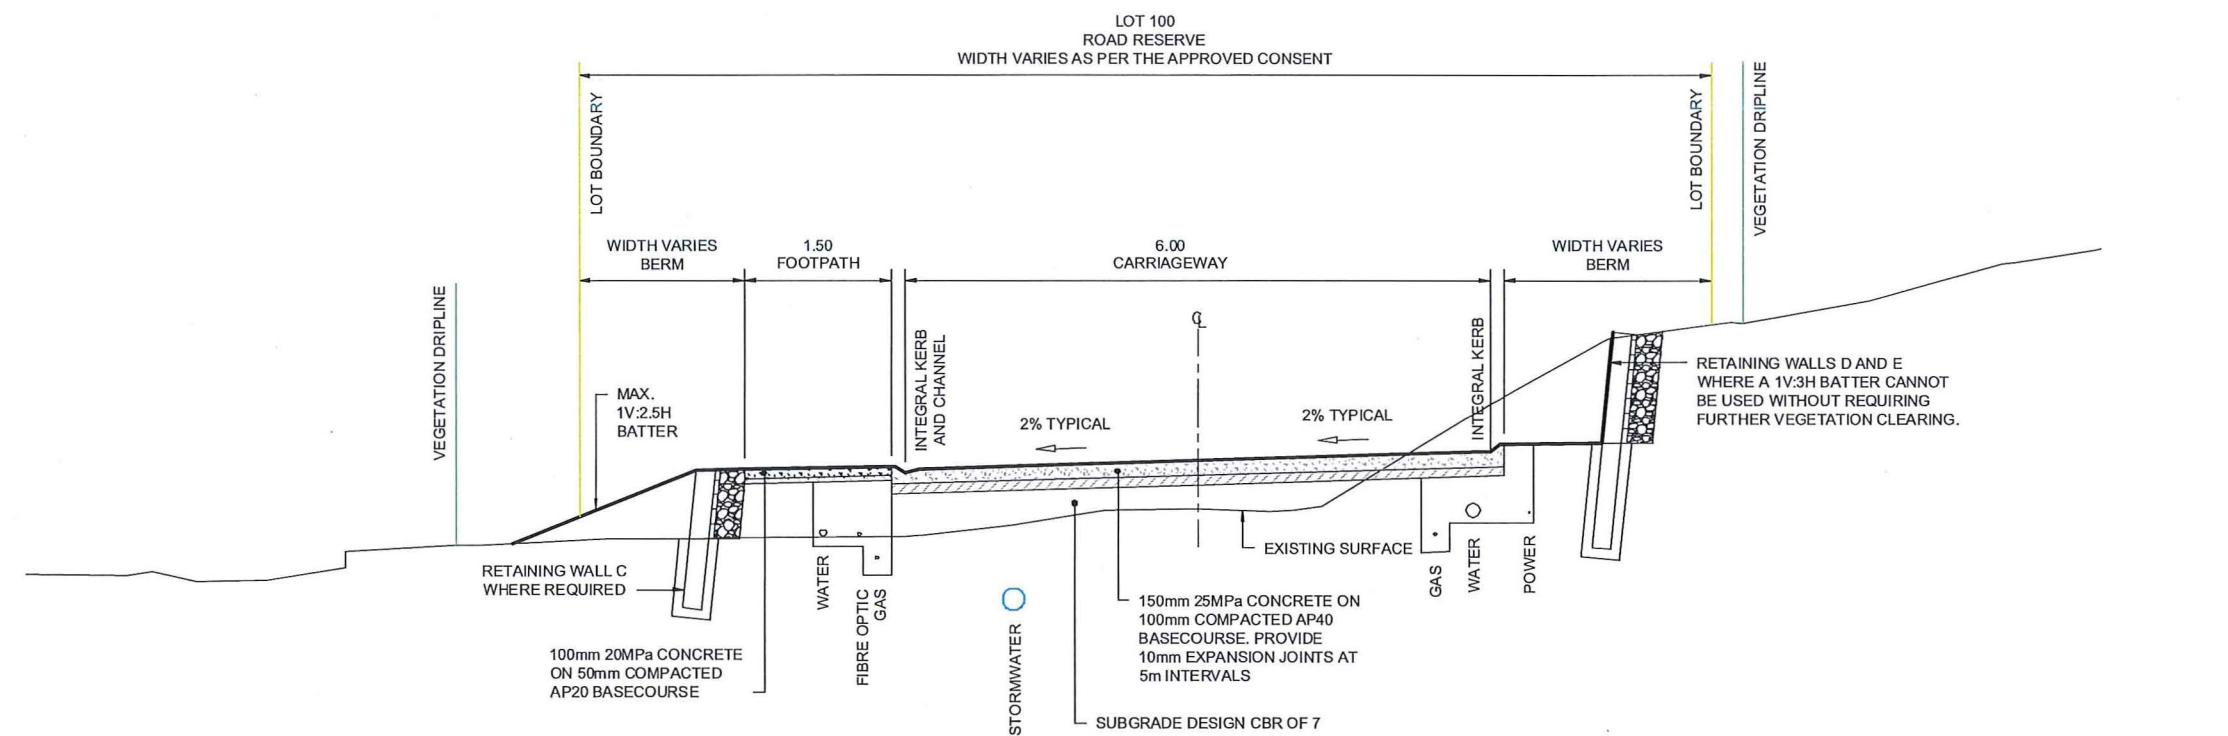 LOT 100
ROAD RESERVE
WIDTH VARIES AS PER THE APPROVED CONSENT
LOT BOUNDARY
LOT BOUNDARY
VEGETATION DRIPLINE
WIDTH VARIES
BERM
1.50
FOOTPATH
6.00
CARRIAGEWAY
WIDTH VARIES
BERM
VEGETATION DRIPLINE
INTEGRAL KERB
AND CHANNEL
CL
INTEGRAL KERB
MAX.
1V:2.5H
BATTER
2% TYPICAL
2% TYPICAL
RETAINING WALLS D AND E
WHERE A 1V:3H BATTER CANNOT
BE USED WITHOUT REQUIRING
FURTHER VEGETATION CLEARING.
RETAINING WALL C
WHERE REQUIRED
WATER
FIBRE OPTIC
GAS
EXISTING SURFACE
GAS
WATER
POWER
100mm 20MPa CONCRETE
ON 50mm COMPACTED
AP20 BASECOURSE
STORMWATER
150mm 25MPa CONCRETE ON
100mm COMPACTED AP40
BASECOURSE. PROVIDE
10mm EXPANSION JOINTS AT
5m INTERVALS
SUBGRADE DESIGN CBR OF 7